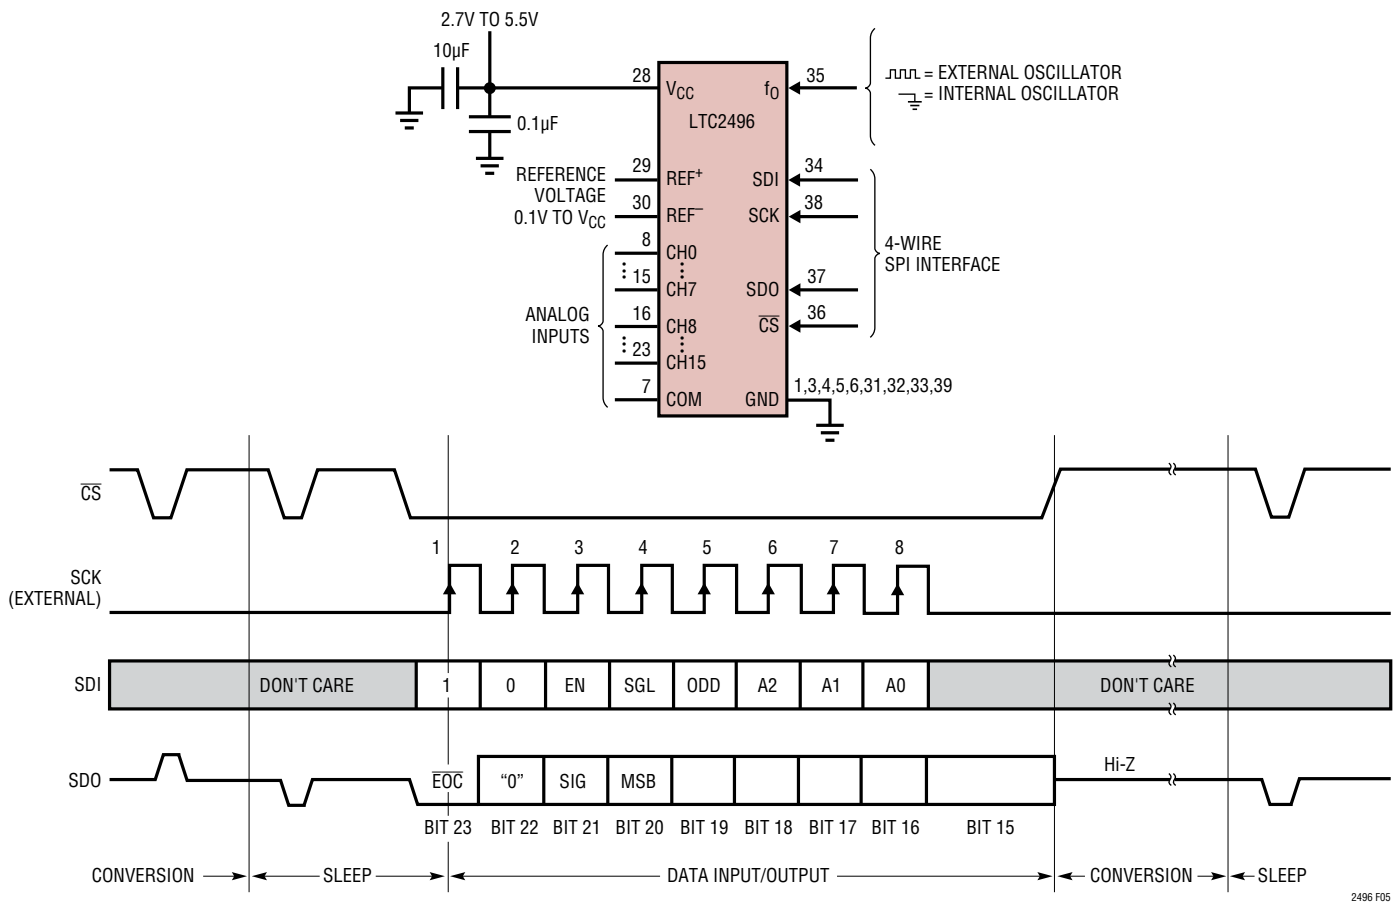 2.7V TO 5.5V
10µF
0.1µF
28
VCC
fO
35
= EXTERNAL OSCILLATOR
= INTERNAL OSCILLATOR
LTC2496
REFERENCE
VOLTAGE
0.1V TO VCC
29
REF+
30
REF–
SDI
34
SCK
38
4-WIRE
SPI INTERFACE
SDO
37
CS
36
ANALOG
INPUTS
8
CH0
15
CH7
16
CH8
23
CH15
7
COM
GND
1,3,4,5,6,31,32,33,39
CS
SCK
(EXTERNAL)
1 2 3 4 5 6 7 8
SDI
DON'T CARE 1 0 EN SGL ODD A2 A1 A0 DON'T CARE
SDO
EOC "0" SIG MSB Hi-Z
BIT 23 BIT 22 BIT 21 BIT 20 BIT 19 BIT 18 BIT 17 BIT 16 BIT 15
CONVERSION SLEEP DATA INPUT/OUTPUT CONVERSION SLEEP
2496 F05